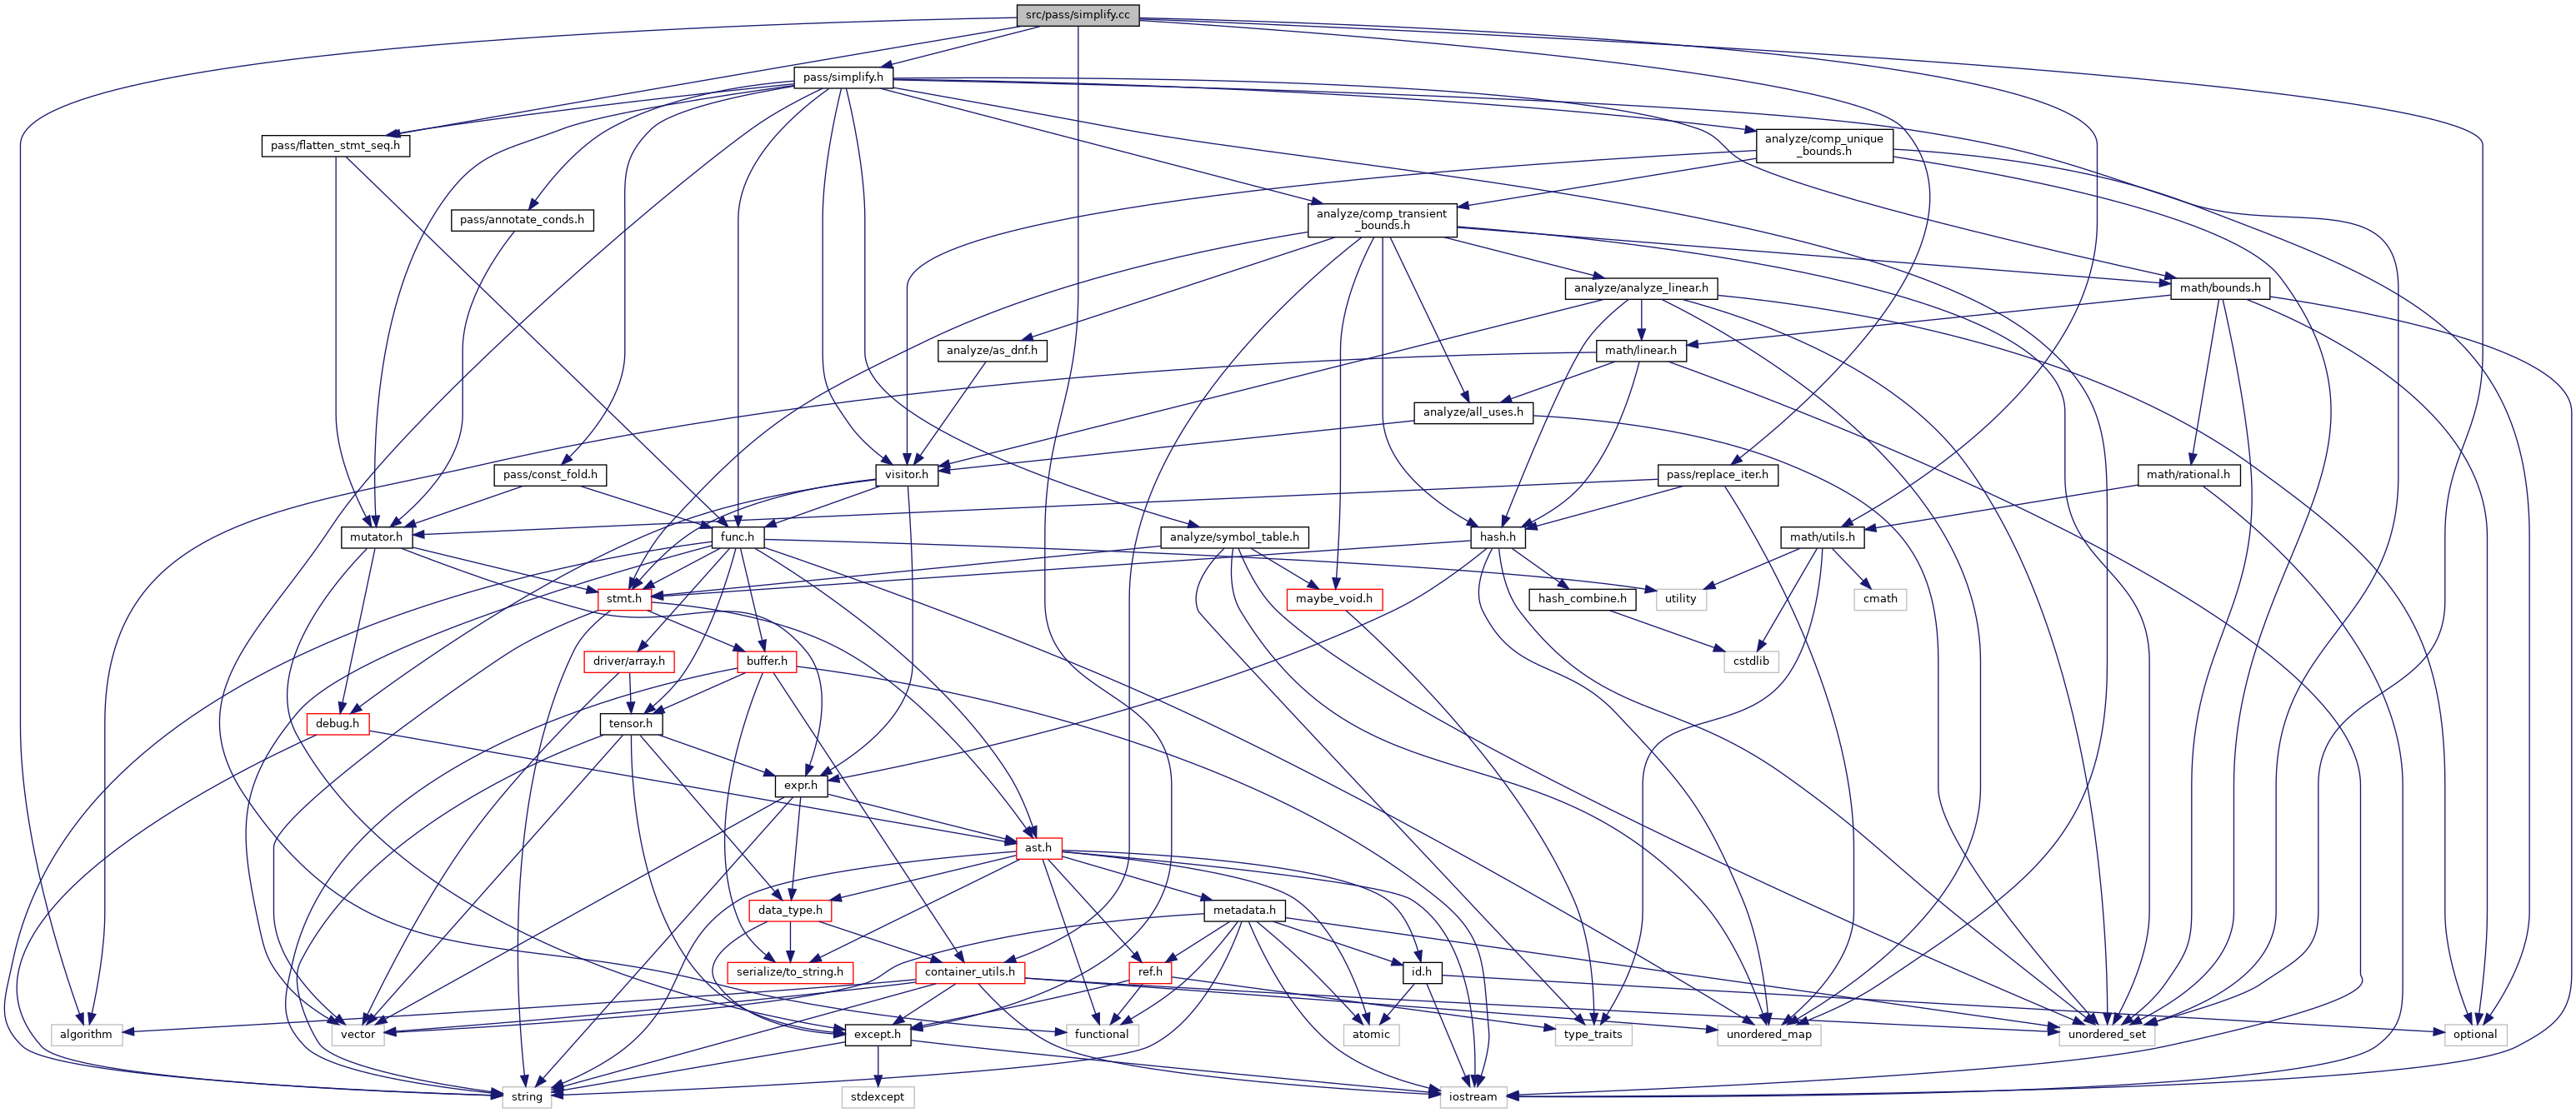 src/pass/simplify.cc
pass/simplify.h
pass/flatten_stmt_seq.h
analyze/comp_unique
_bounds.h
pass/annotate_conds.h
analyze/comp_transient
_bounds.h
analyze/analyze_linear.h
math/bounds.h
analyze/as_dnf.h
math/linear.h
analyze/all_uses.h
pass/const_fold.h
visitor.h
pass/replace_iter.h
math/rational.h
mutator.h
func.h
analyze/symbol_table.h
hash.h
math/utils.h
stmt.h
maybe_void.h
hash_combine.h
utility
cmath
driver/array.h
buffer.h
cstdlib
debug.h
tensor.h
expr.h
ast.h
data_type.h
metadata.h
serialize/to_string.h
container_utils.h
ref.h
id.h
algorithm
vector
except.h
functional
atomic
type_traits
unordered_map
unordered_set
optional
string
stdexcept
iostream